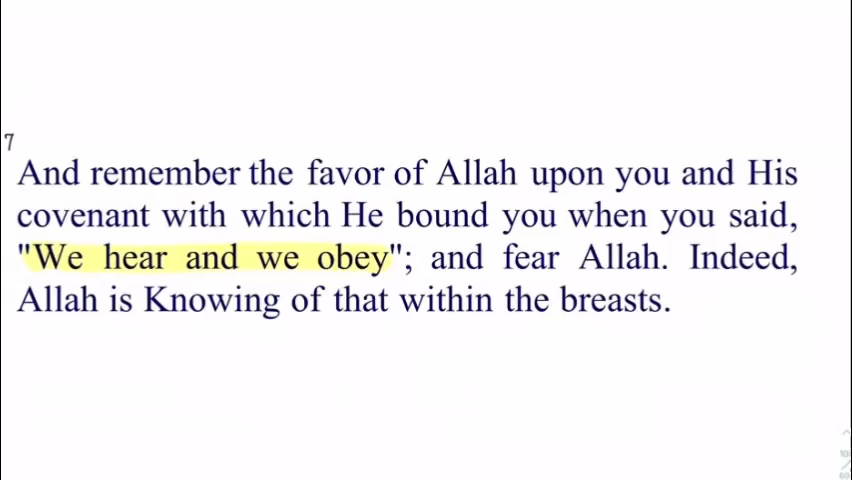 7
And remember the favor of Allah upon you and His
covenant with which He bound you when you said,
"We hear and we obey"; and fear Allah. Indeed,
Allah is Knowing of that within the breasts.